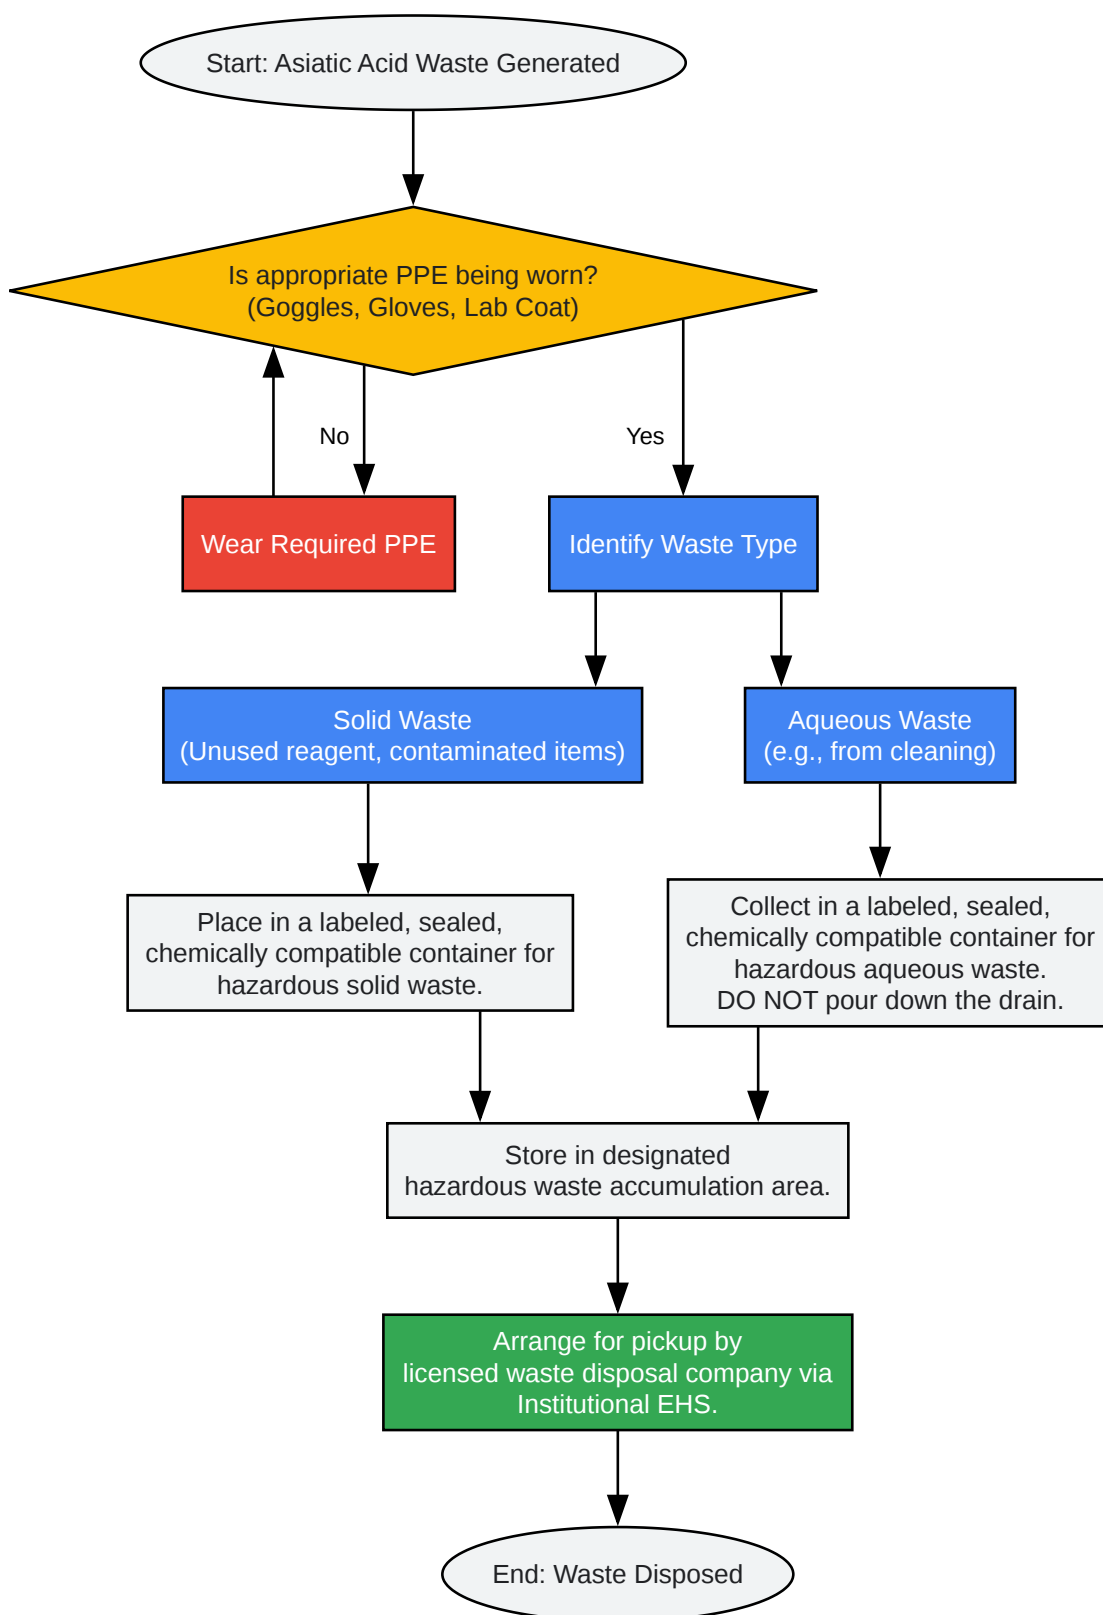 Start: Asiatic Acid Waste Generated
Is appropriate PPE being worn?
(Goggles, Gloves, Lab Coat)
No
Yes
Wear Required PPE
Identify Waste Type
Solid Waste
(Unused reagent, contaminated items)
Aqueous Waste
(e.g., from cleaning)
Place in a labeled, sealed,
chemically compatible container for
hazardous solid waste.
Collect in a labeled, sealed,
chemically compatible container for
hazardous aqueous waste.
DO NOT pour down the drain.
Store in designated
hazardous waste accumulation area.
Arrange for pickup by
licensed waste disposal company via
Institutional EHS.
End: Waste Disposed